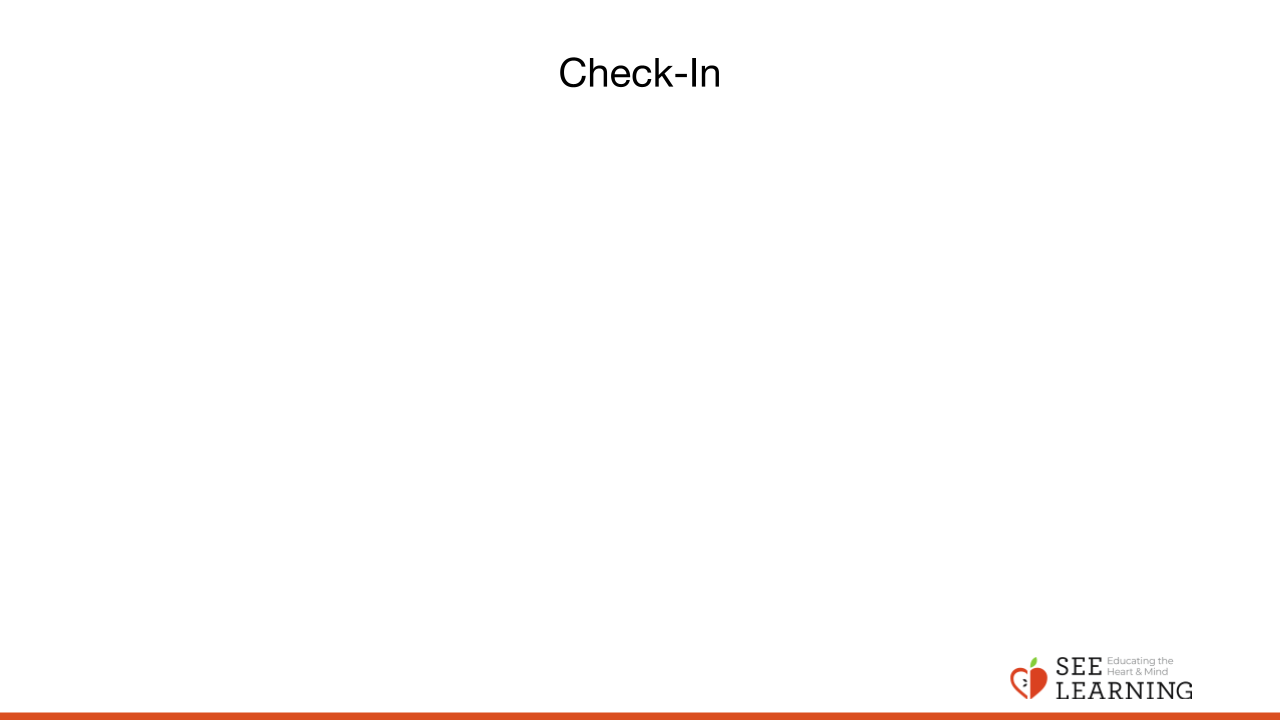 Check-In
SEE
Educating the
Heart & Mind
LEARNING